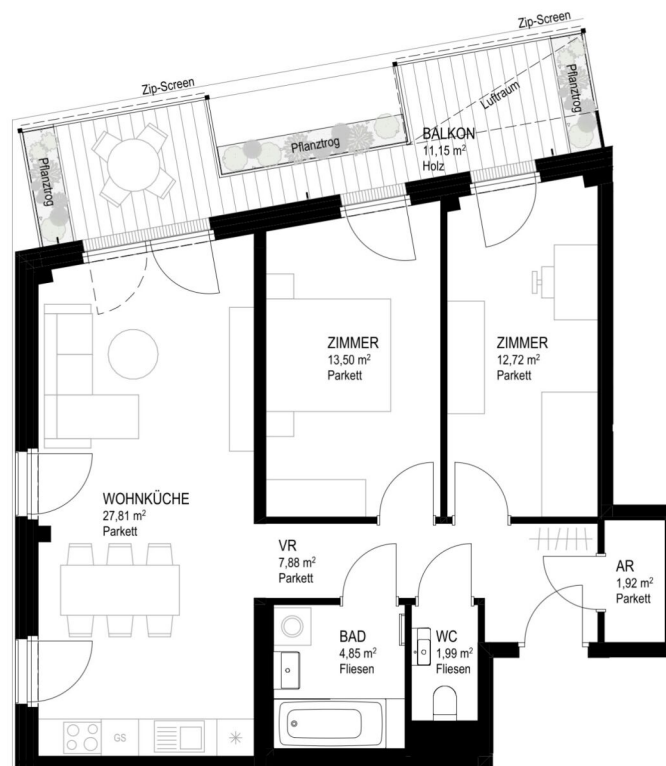 Zip-Screen
Zip-Screen
Pflanztrog
Luftraum
Pflanztrog
Pflanztrog
BALKON
11,15 m²
Holz
ZIMMER
13,50 m²
Parkett
ZIMMER
12,72 m²
Parkett
WOHNKÜCHE
27,81 m²
Parkett
VR
7,88 m²
Parkett
AR
1,92 m²
Parkett
BAD
4,85 m²
Fliesen
WC
1,99 m²
Fliesen
GS